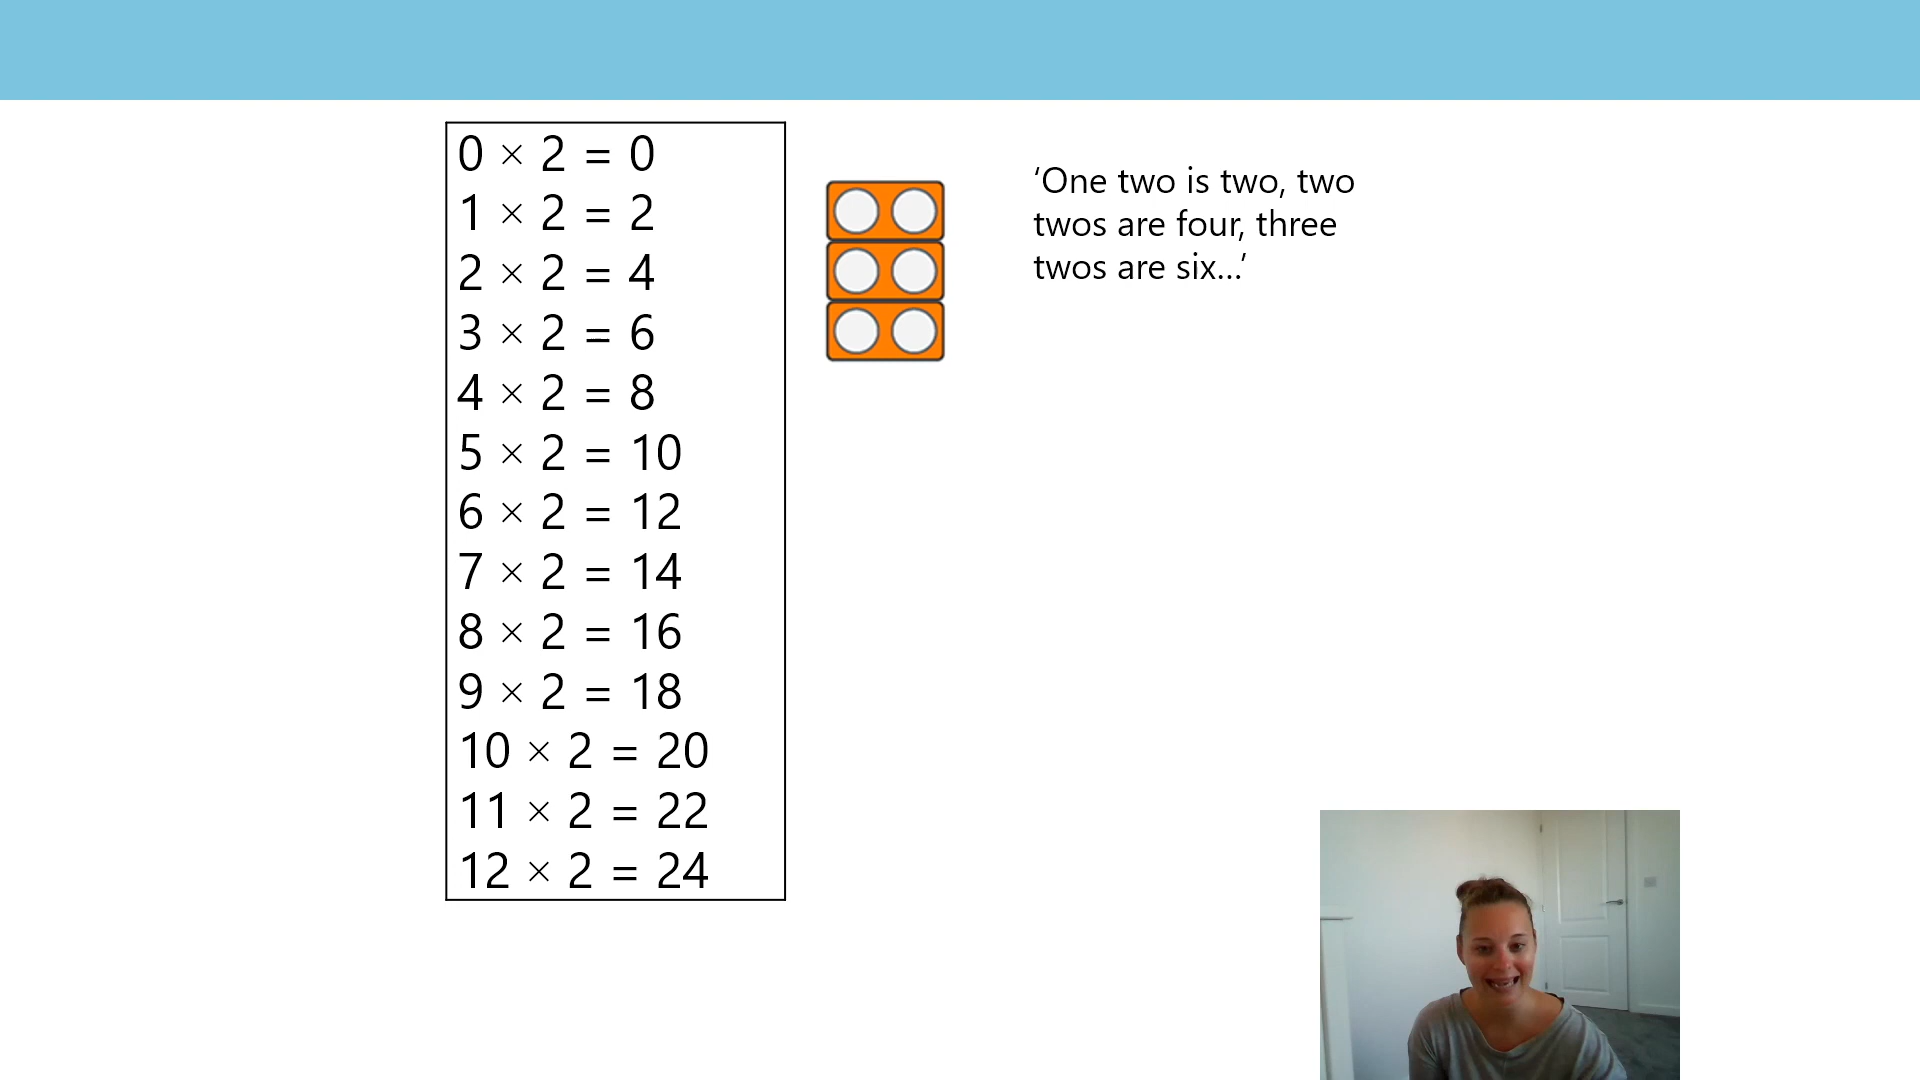 0 × 2 = 0
1 × 2 = 2
2 × 2 = 4
3 × 2 = 6
4 × 2 = 8
5 × 2 = 10
6 × 2 = 12
7 × 2 = 14
8 × 2 = 16
9 × 2 = 18
10 × 2 = 20
11 × 2 = 22
12 × 2 = 24
‘One two is two, two
twos are four, three
twos are six...’